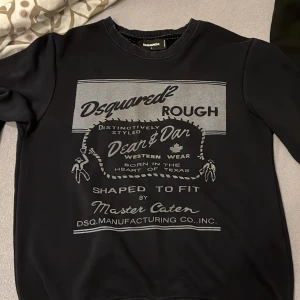 Dsquared2
ROUGH
DISTINCTIVELY
STYLED
Dean & Dan
WESTERN WEAR
BORN IN THE
HEART OF TEXAS
SHAPED TO FIT
BY
Master Caten
DSQ. MANUFACTURING CO., INC.